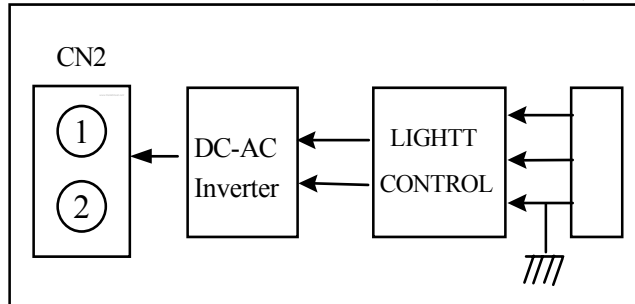 CN2
1
2
DC-AC
Inverter
LIGHTT
CONTROL